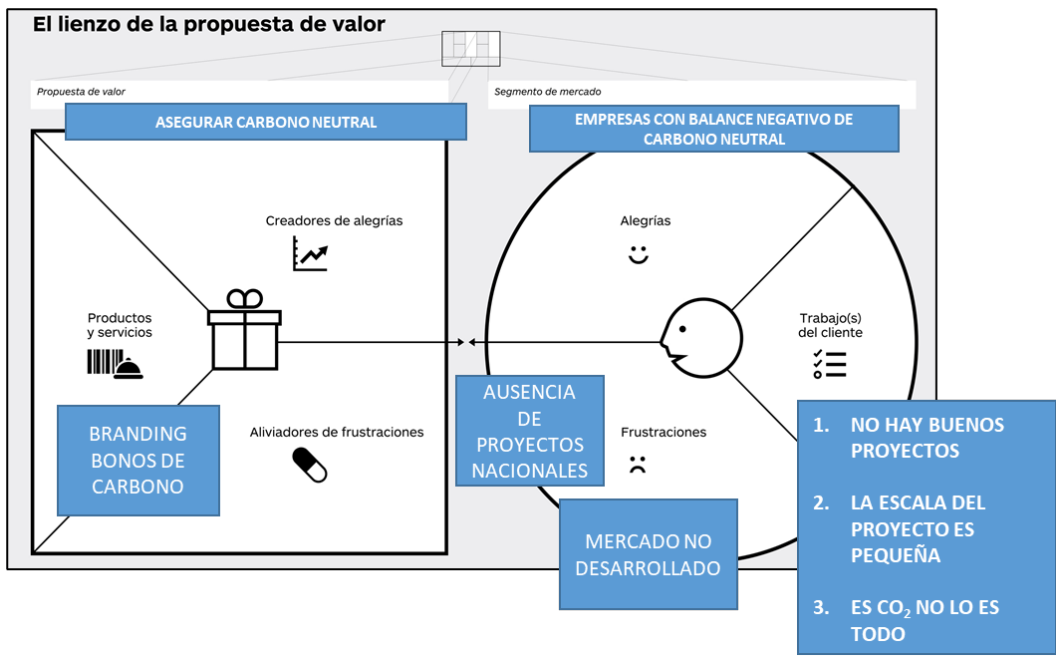 El lienzo de la propuesta de valor
Propuesta de valor
Segmento de mercado
ASEGURAR CARBONO NEUTRAL
EMPRESAS CON BALANCE NEGATIVO DE
CARBONO NEUTRAL
Creadores de alegrías
Alegrías
Productos
y servicios
Trabajo(s)
del cliente
AUSENCIA
DE
PROYECTOS
NACIONALES
BRANDING
BONOS DE
CARBONO
Aliviadores de frustraciones
Frustraciones
MERCADO NO
DESARROLLADO
1. NO HAY BUENOS
PROYECTOS
2. LA ESCALA DEL
PROYECTO ES
PEQUEÑA
3. ES CO₂ NO LO ES
TODO